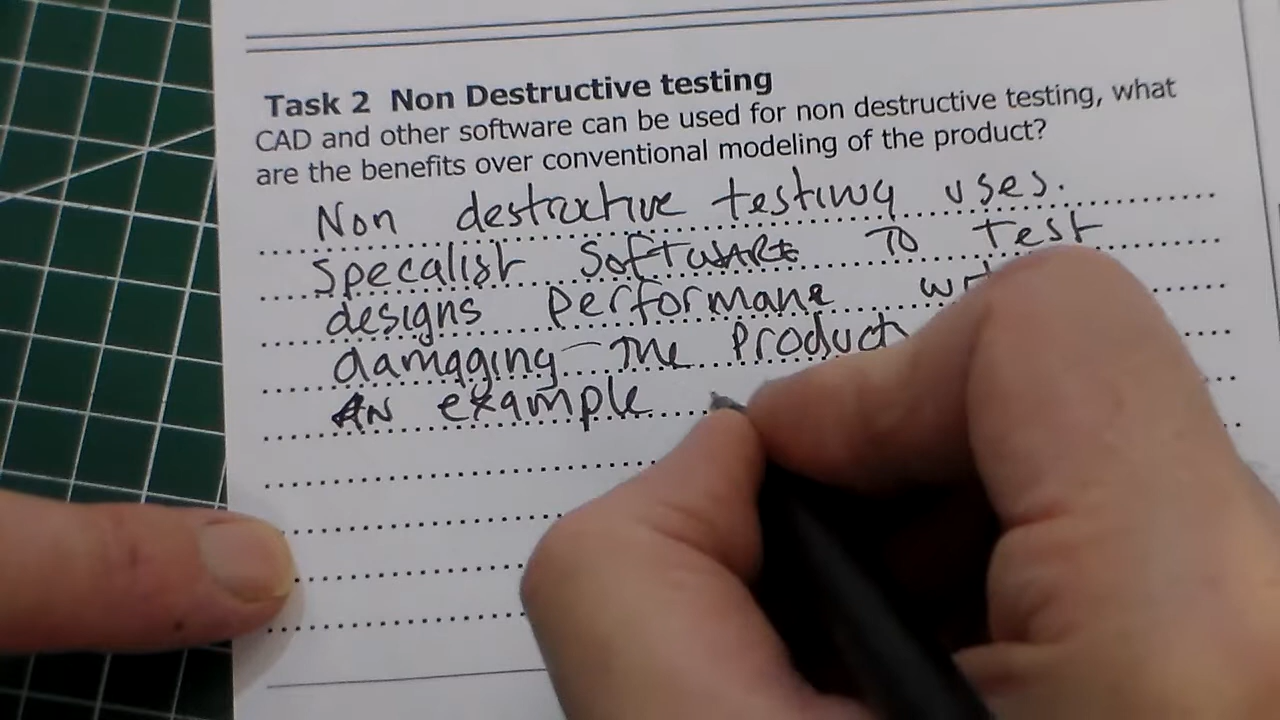 Task 2 Non Destructive testing
CAD and other software can be used for non destructive testing, what
are the benefits over conventional modeling of the product?
Non destructive testing uses.
specalist software To test
designs performane
damaging The product
AN example